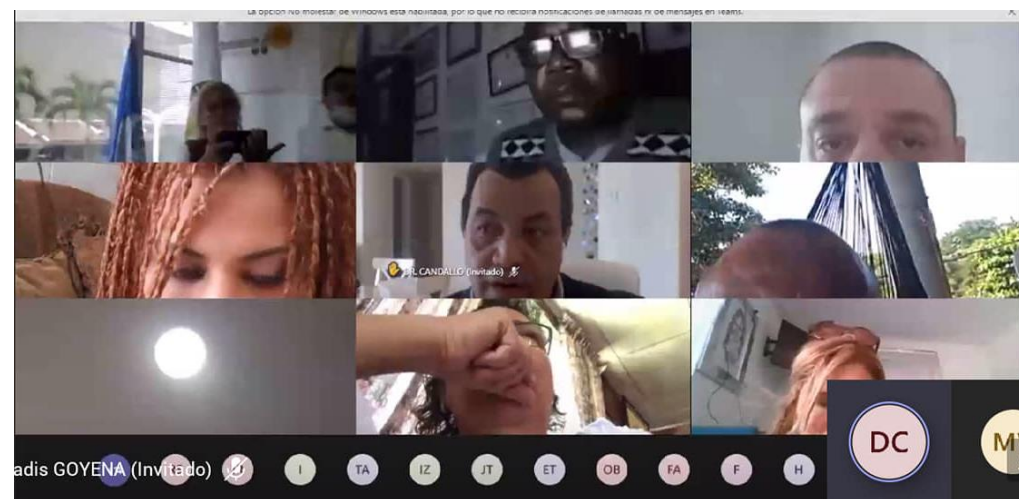 La opción No molestar de Windows está habilitada, por lo que no recibirá notificaciones de llamadas ni de mensajes en Teams.
DR. CANDALLO (Invitado)
DC
adis GOYENA (Invitado)
I
TA
IZ
JT
ET
OB
FA
F
H